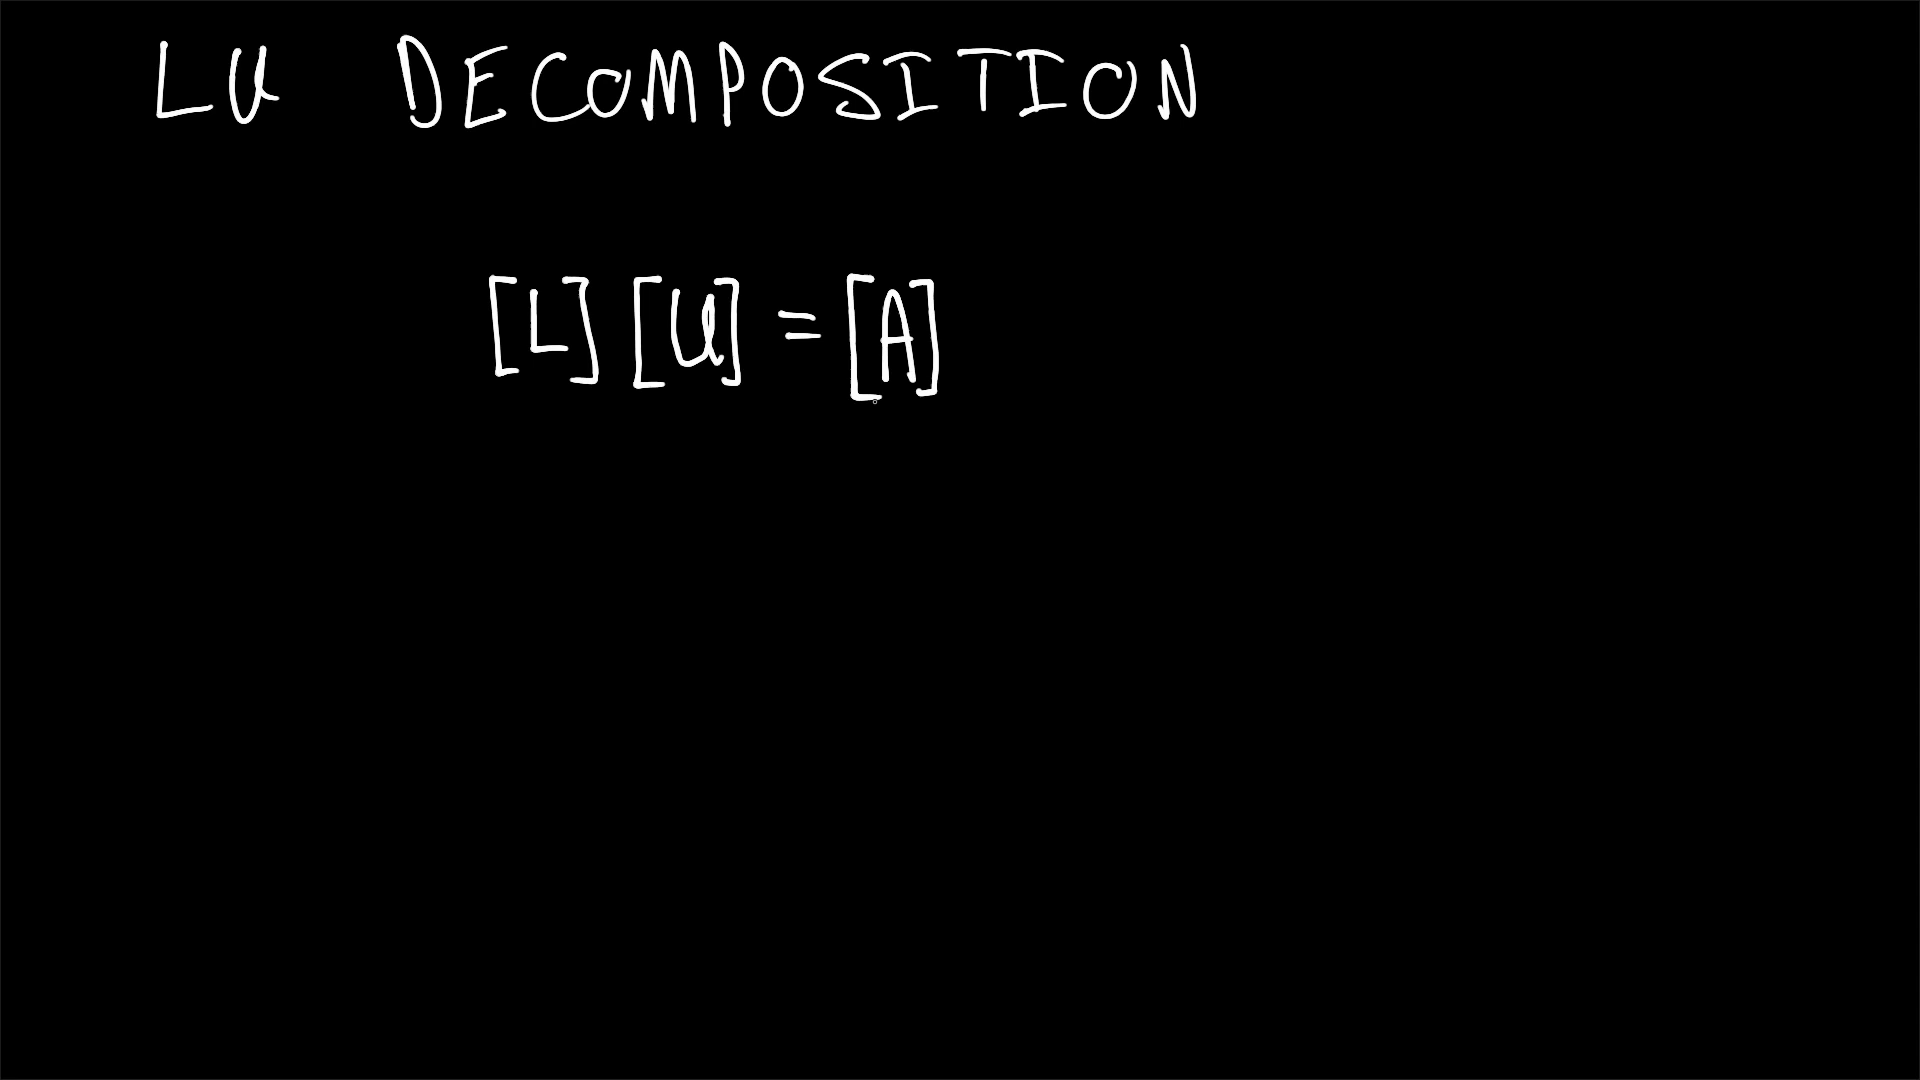 LU DECOMPOSITION
[L] [U] = [A]